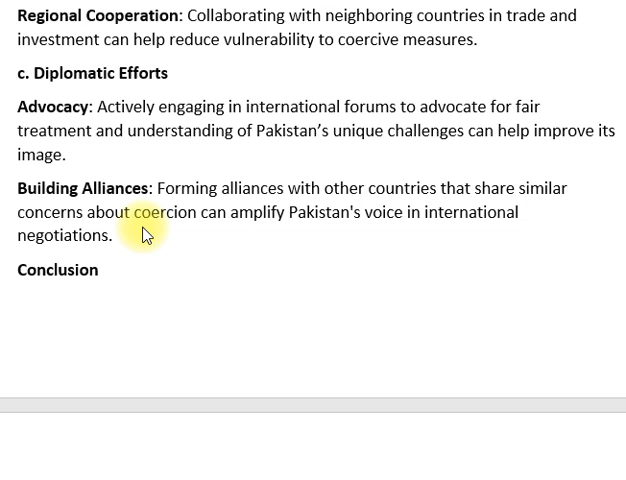 Regional Cooperation: Collaborating with neighboring countries in trade and
investment can help reduce vulnerability to coercive measures.
c. Diplomatic Efforts
Advocacy: Actively engaging in international forums to advocate for fair
treatment and understanding of Pakistan’s unique challenges can help improve its
image.
Building Alliances: Forming alliances with other countries that share similar
concerns about coercion can amplify Pakistan's voice in international
negotiations.
Conclusion